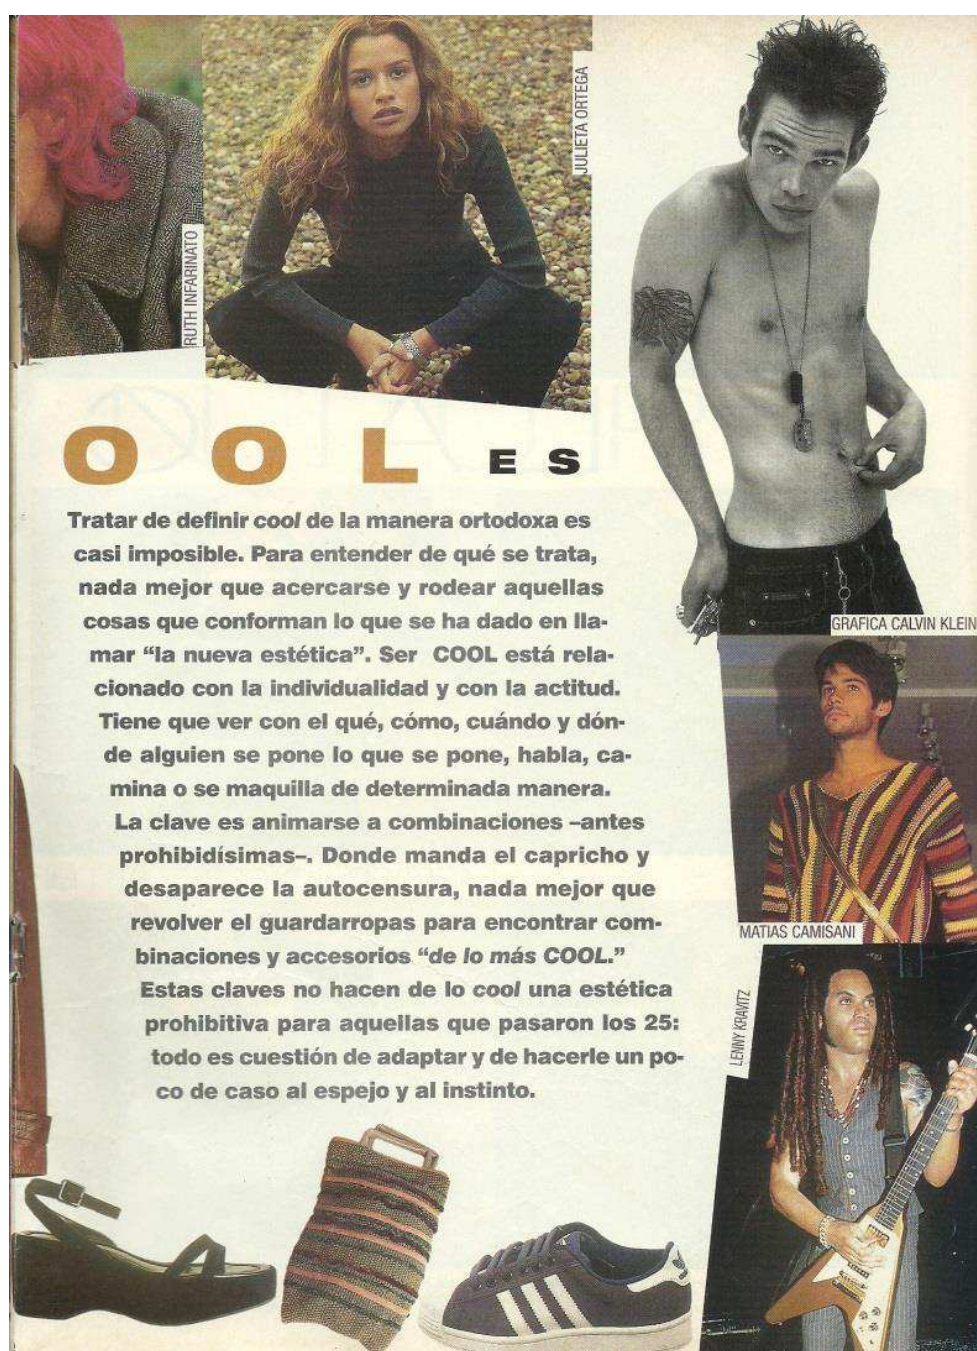 RUTH INFARINATO
JULIETA ORTEGA
GRAFICA CALVIN KLEIN
OOL ES
Tratar de definir cool de la manera ortodoxa es
casi imposible. Para entender de qué se trata,
nada mejor que acercarse y rodear aquellas
cosas que conforman lo que se ha dado en lla-
mar “la nueva estética”. Ser COOL está rela-
cionado con la individualidad y con la actitud.
Tiene que ver con el qué, cómo, cuándo y dón-
de alguien se pone lo que se pone, habla, ca-
mina o se maquilla de determinada manera.
La clave es animarse a combinaciones –antes
prohibidísimas–. Donde manda el capricho y
desaparece la autocensura, nada mejor que
revolver el guardarropas para encontrar com-
binaciones y accesorios “de lo más COOL.”
Estas claves no hacen de lo cool una estética
prohibitiva para aquellas que pasaron los 25:
todo es cuestión de adaptar y de hacerle un po-
co de caso al espejo y al instinto.
MATIAS CAMISANI
LENNY KRAVITZ